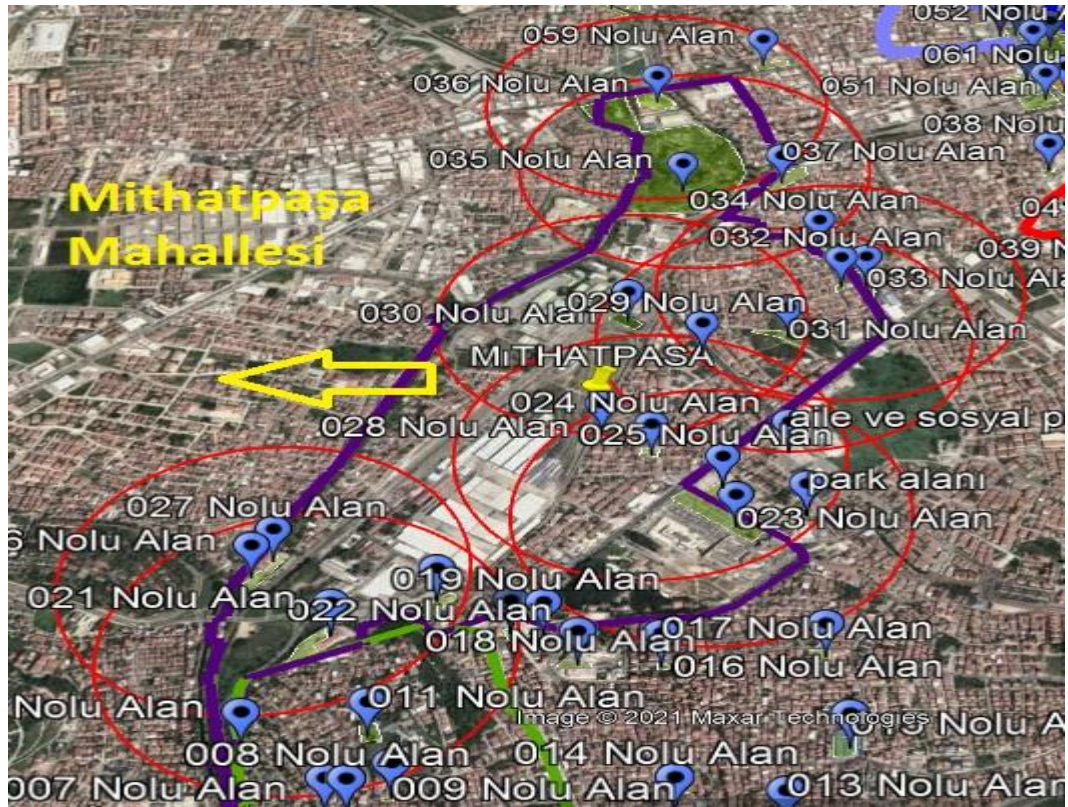 052 Nolu A
059 Nolu Alan
061 Nolu Al
036 Nolu Alan
051 Nolu Alan
038 Nolu
035 Nolu Alan
037 Nolu Alan
Mithatpaşa
Mahallesi
034 Nolu Alan
04
032 Nolu Alan
039 N
033 Nolu Ala
030 Nolu Alan
029 Nolu Alan
031 Nolu Alan
MıTHATPAŞA
024 Nolu Alan
028 Nolu Alan
025 Nolu Alan
aile ve sosyal p
park alanı
023 Nolu Alan
027 Nolu Alan
6 Nolu Alan
019 Nolu Alan
021 Nolu Alan
022 Nolu Alan
018 Nolu Alan
017 Nolu Alan
016 Nolu Alan
011 Nolu Alan
Nolu Alan
Image © 2021 Maxar Technologies
Nolu A
008 Nolu Alan
014 Nolu Alan
007 Nolu Alan
009 Nolu Alan
013 Nolu Alan